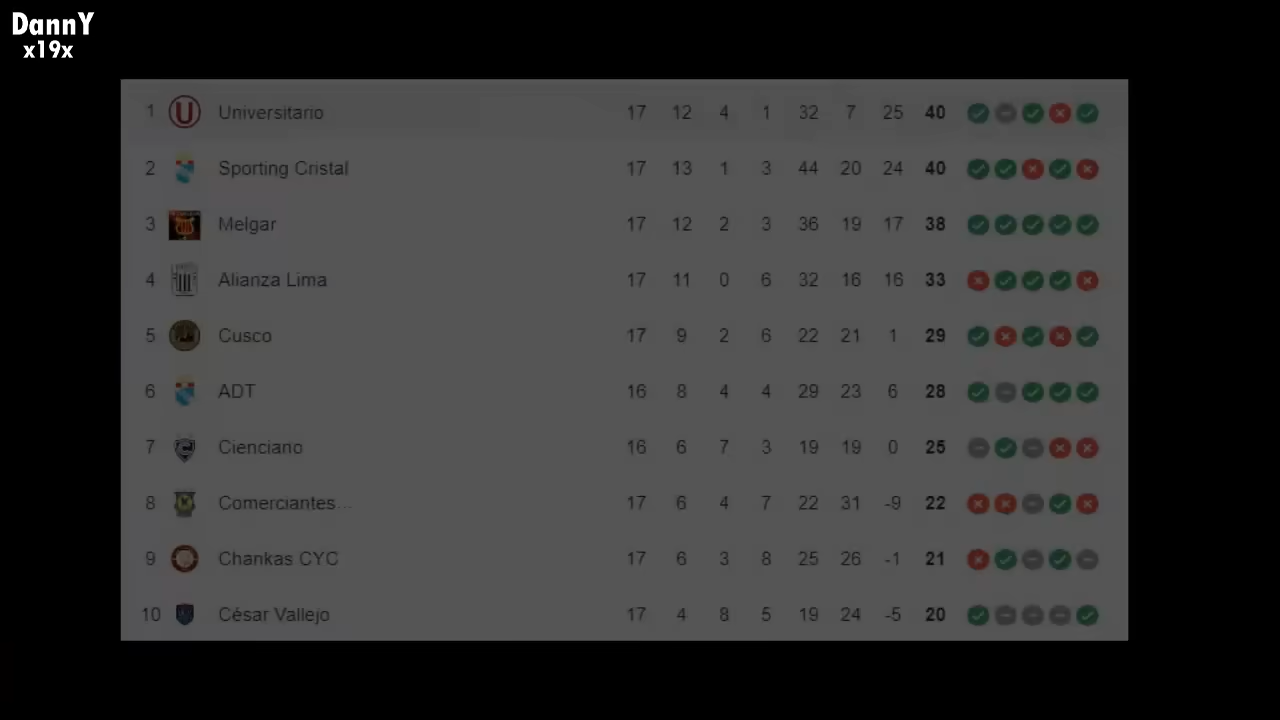 DannY
x19x
1 Universitario 17 12 4 1 32 7 25 40
2 Sporting Cristal 17 13 1 3 44 20 24 40
3 Melgar 17 12 2 3 36 19 17 38
4 Alianza Lima 17 11 0 6 32 16 16 33
5 Cusco 17 9 2 6 22 21 1 29
6 ADT 16 8 4 4 29 23 6 28
7 Cienciano 16 6 7 3 19 19 0 25
8 Comerciantes... 17 6 4 7 22 31 -9 22
9 Chankas CYC 17 6 3 8 25 26 -1 21
10 César Vallejo 17 4 8 5 19 24 -5 20